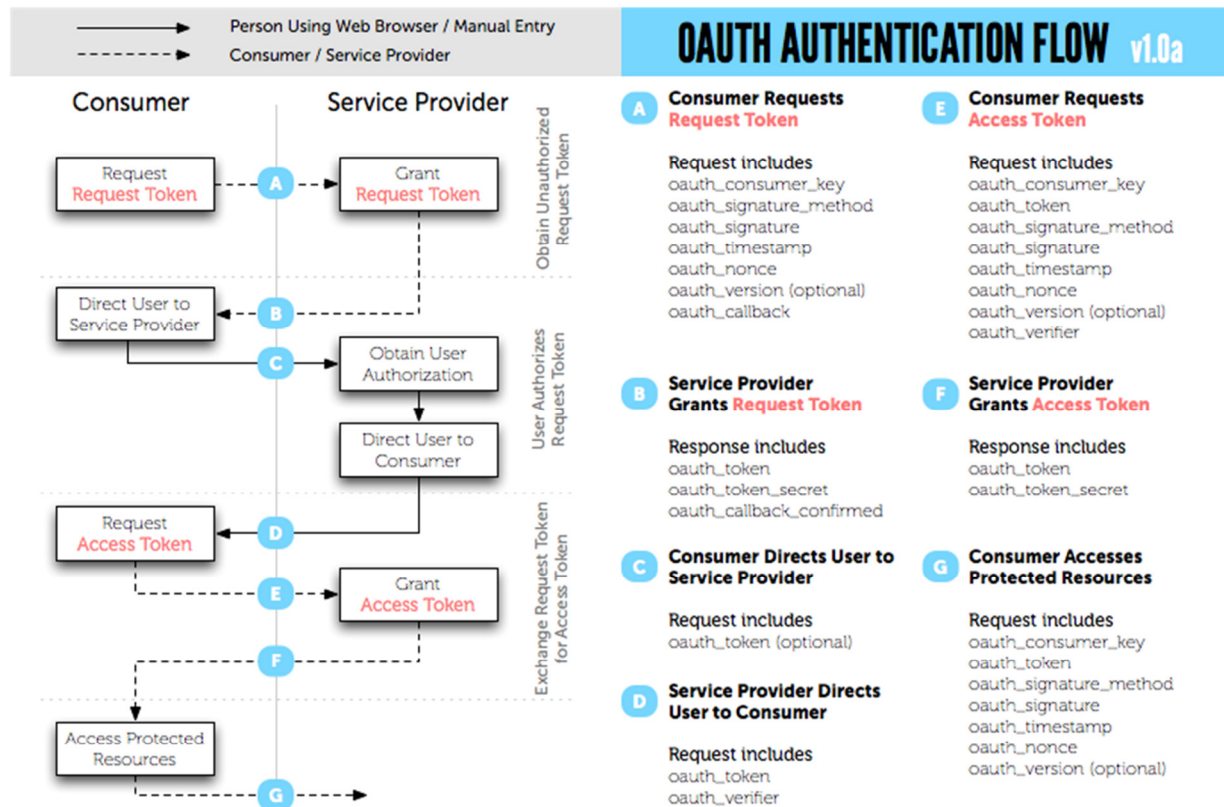 Person Using Web Browser / Manual Entry
Consumer / Service Provider
OAUTH AUTHENTICATION FLOW v1.0a
Consumer
Service Provider
Request
Request Token
A
Grant
Request Token
Obtain Unauthorized
Request Token
Direct User to
Service Provider
B
C
Obtain User
Authorization
Direct User to
Consumer
User Authorizes
Request Token
Request
Access Token
D
E
Grant
Access Token
F
Exchange Request Token
for Access Token
Access Protected
Resources
G
A
Consumer Requests
Request Token
Request includes
oauth_consumer_key
oauth_signature_method
oauth_signature
oauth_timestamp
oauth_nonce
oauth_version (optional)
oauth_callback
B
Service Provider
Grants Request Token
Response includes
oauth_token
oauth_token_secret
oauth_callback_confirmed
C
Consumer Directs User to
Service Provider
Request includes
oauth_token (optional)
D
Service Provider Directs
User to Consumer
Request includes
oauth_token
oauth_verifier
E
Consumer Requests
Access Token
Request includes
oauth_consumer_key
oauth_token
oauth_signature_method
oauth_signature
oauth_timestamp
oauth_nonce
oauth_version (optional)
oauth_verifier
F
Service Provider
Grants Access Token
Response includes
oauth_token
oauth_token_secret
G
Consumer Accesses
Protected Resources
Request includes
oauth_consumer_key
oauth_token
oauth_signature_method
oauth_signature
oauth_timestamp
oauth_nonce
oauth_version (optional)